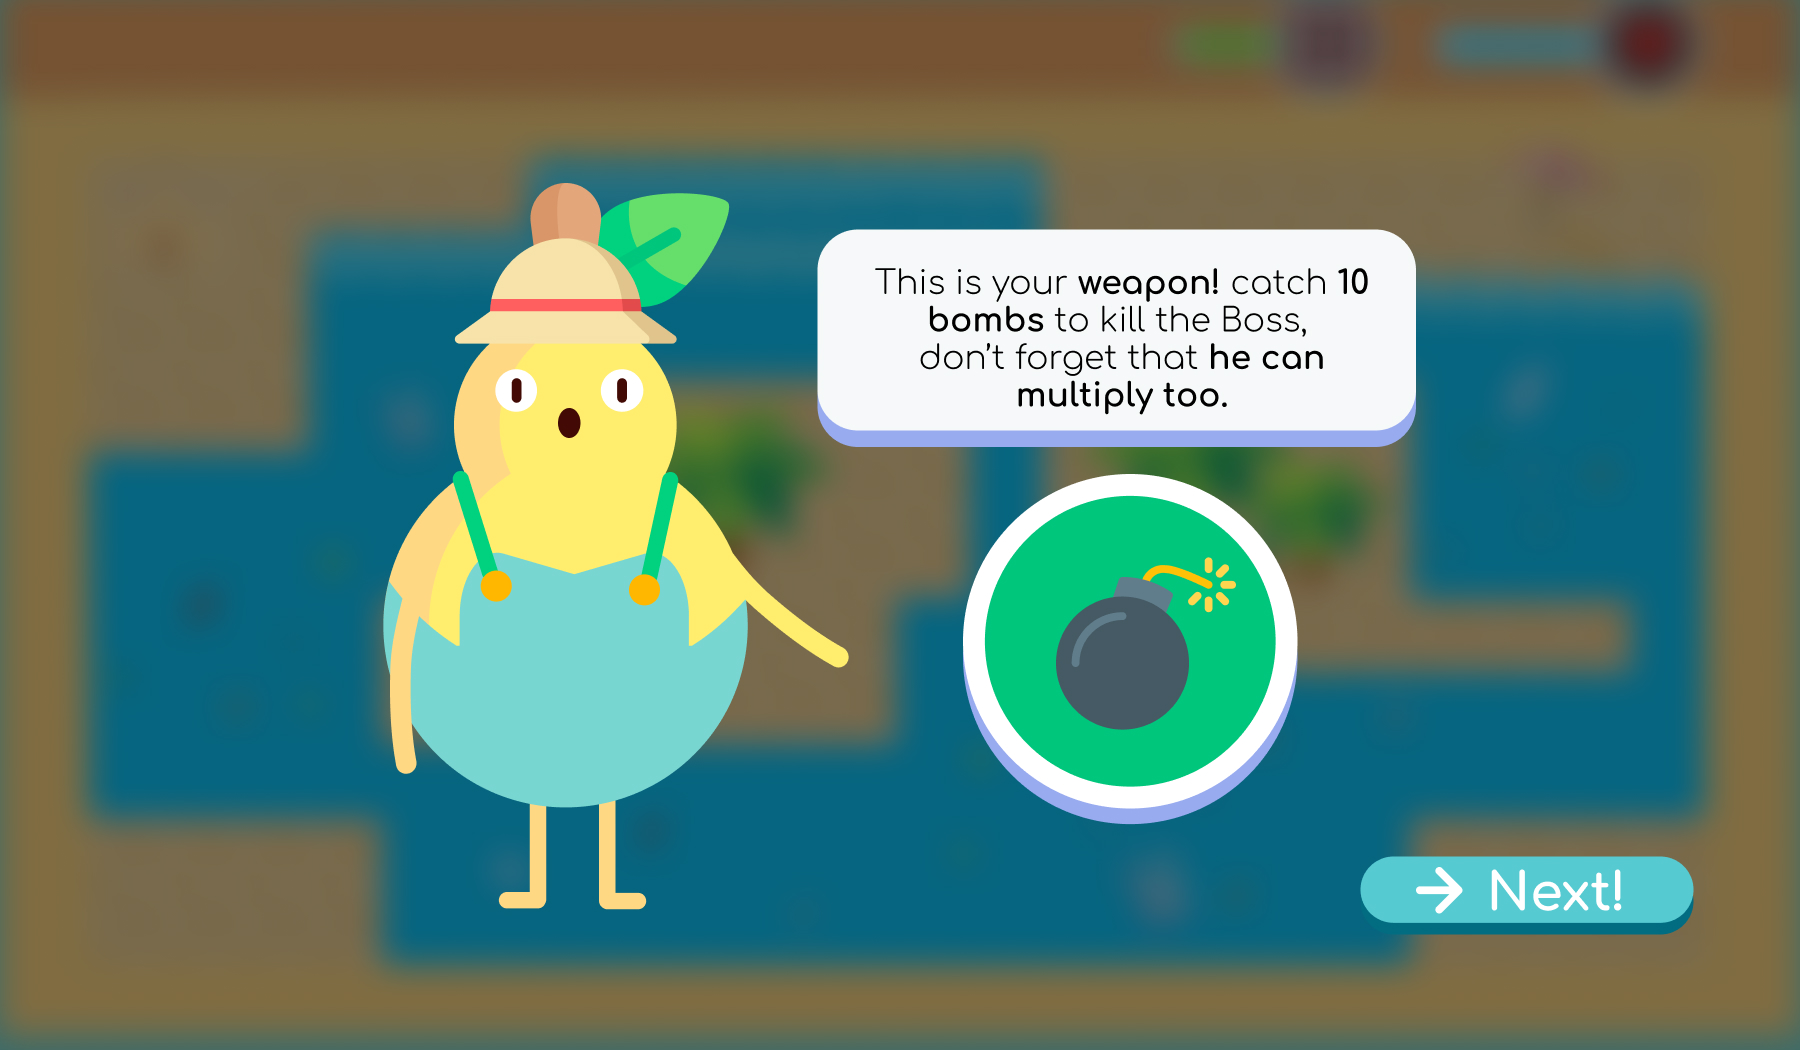 This is your weapon! catch 10
bombs to kill the Boss,
don't forget that he can
multiply too.
Next!